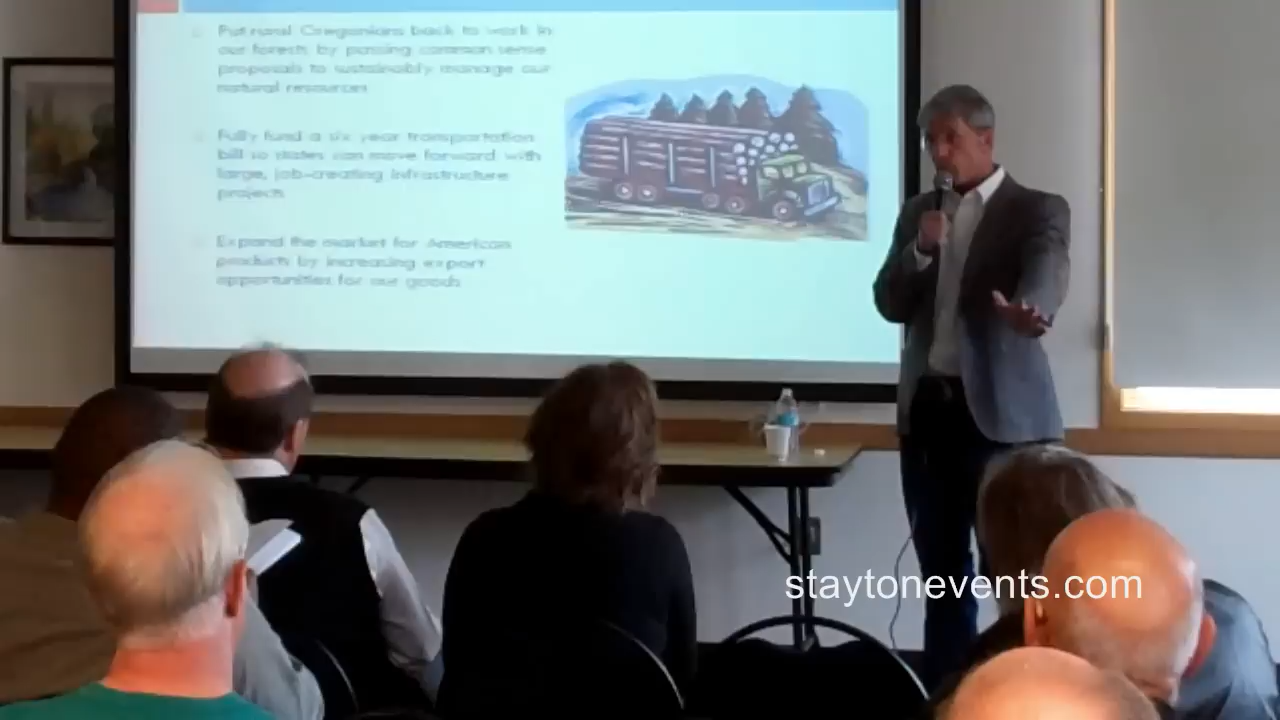 Put rural Oregonians back to work in
our forests by passing common sense
proposals to sustainably manage our
natural resources
Fully fund a six year transportation
bill so states can move forward with
large, job-creating infrastructure
projects
Expand the market for American
products by increasing export
opportunities for our goods
staytonevents.com